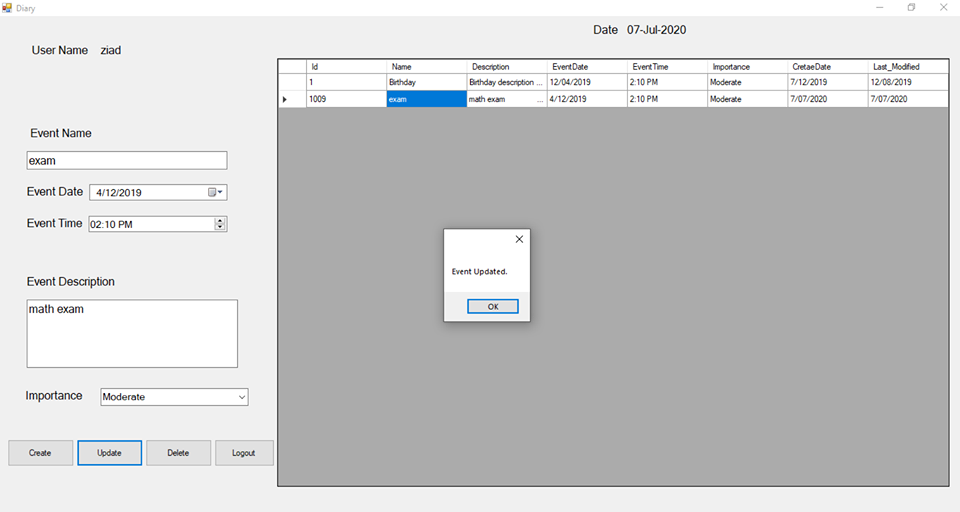 Diary
Date 07-Jul-2020
User Name ziad
Id Name Description EventDate EventTime Importance CretaeDate Last_Modified
1 Birthday Birthday description ... 12/04/2019 2:10 PM Moderate 7/12/2019 12/08/2019
1009 exam math exam ... 4/12/2019 2:10 PM Moderate 7/07/2020 7/07/2020
Event Name
exam
Event Date 4/12/2019
Event Time 02:10 PM
Event Description
math exam
Importance Moderate
Create Update Delete Logout
Event Updated.
OK